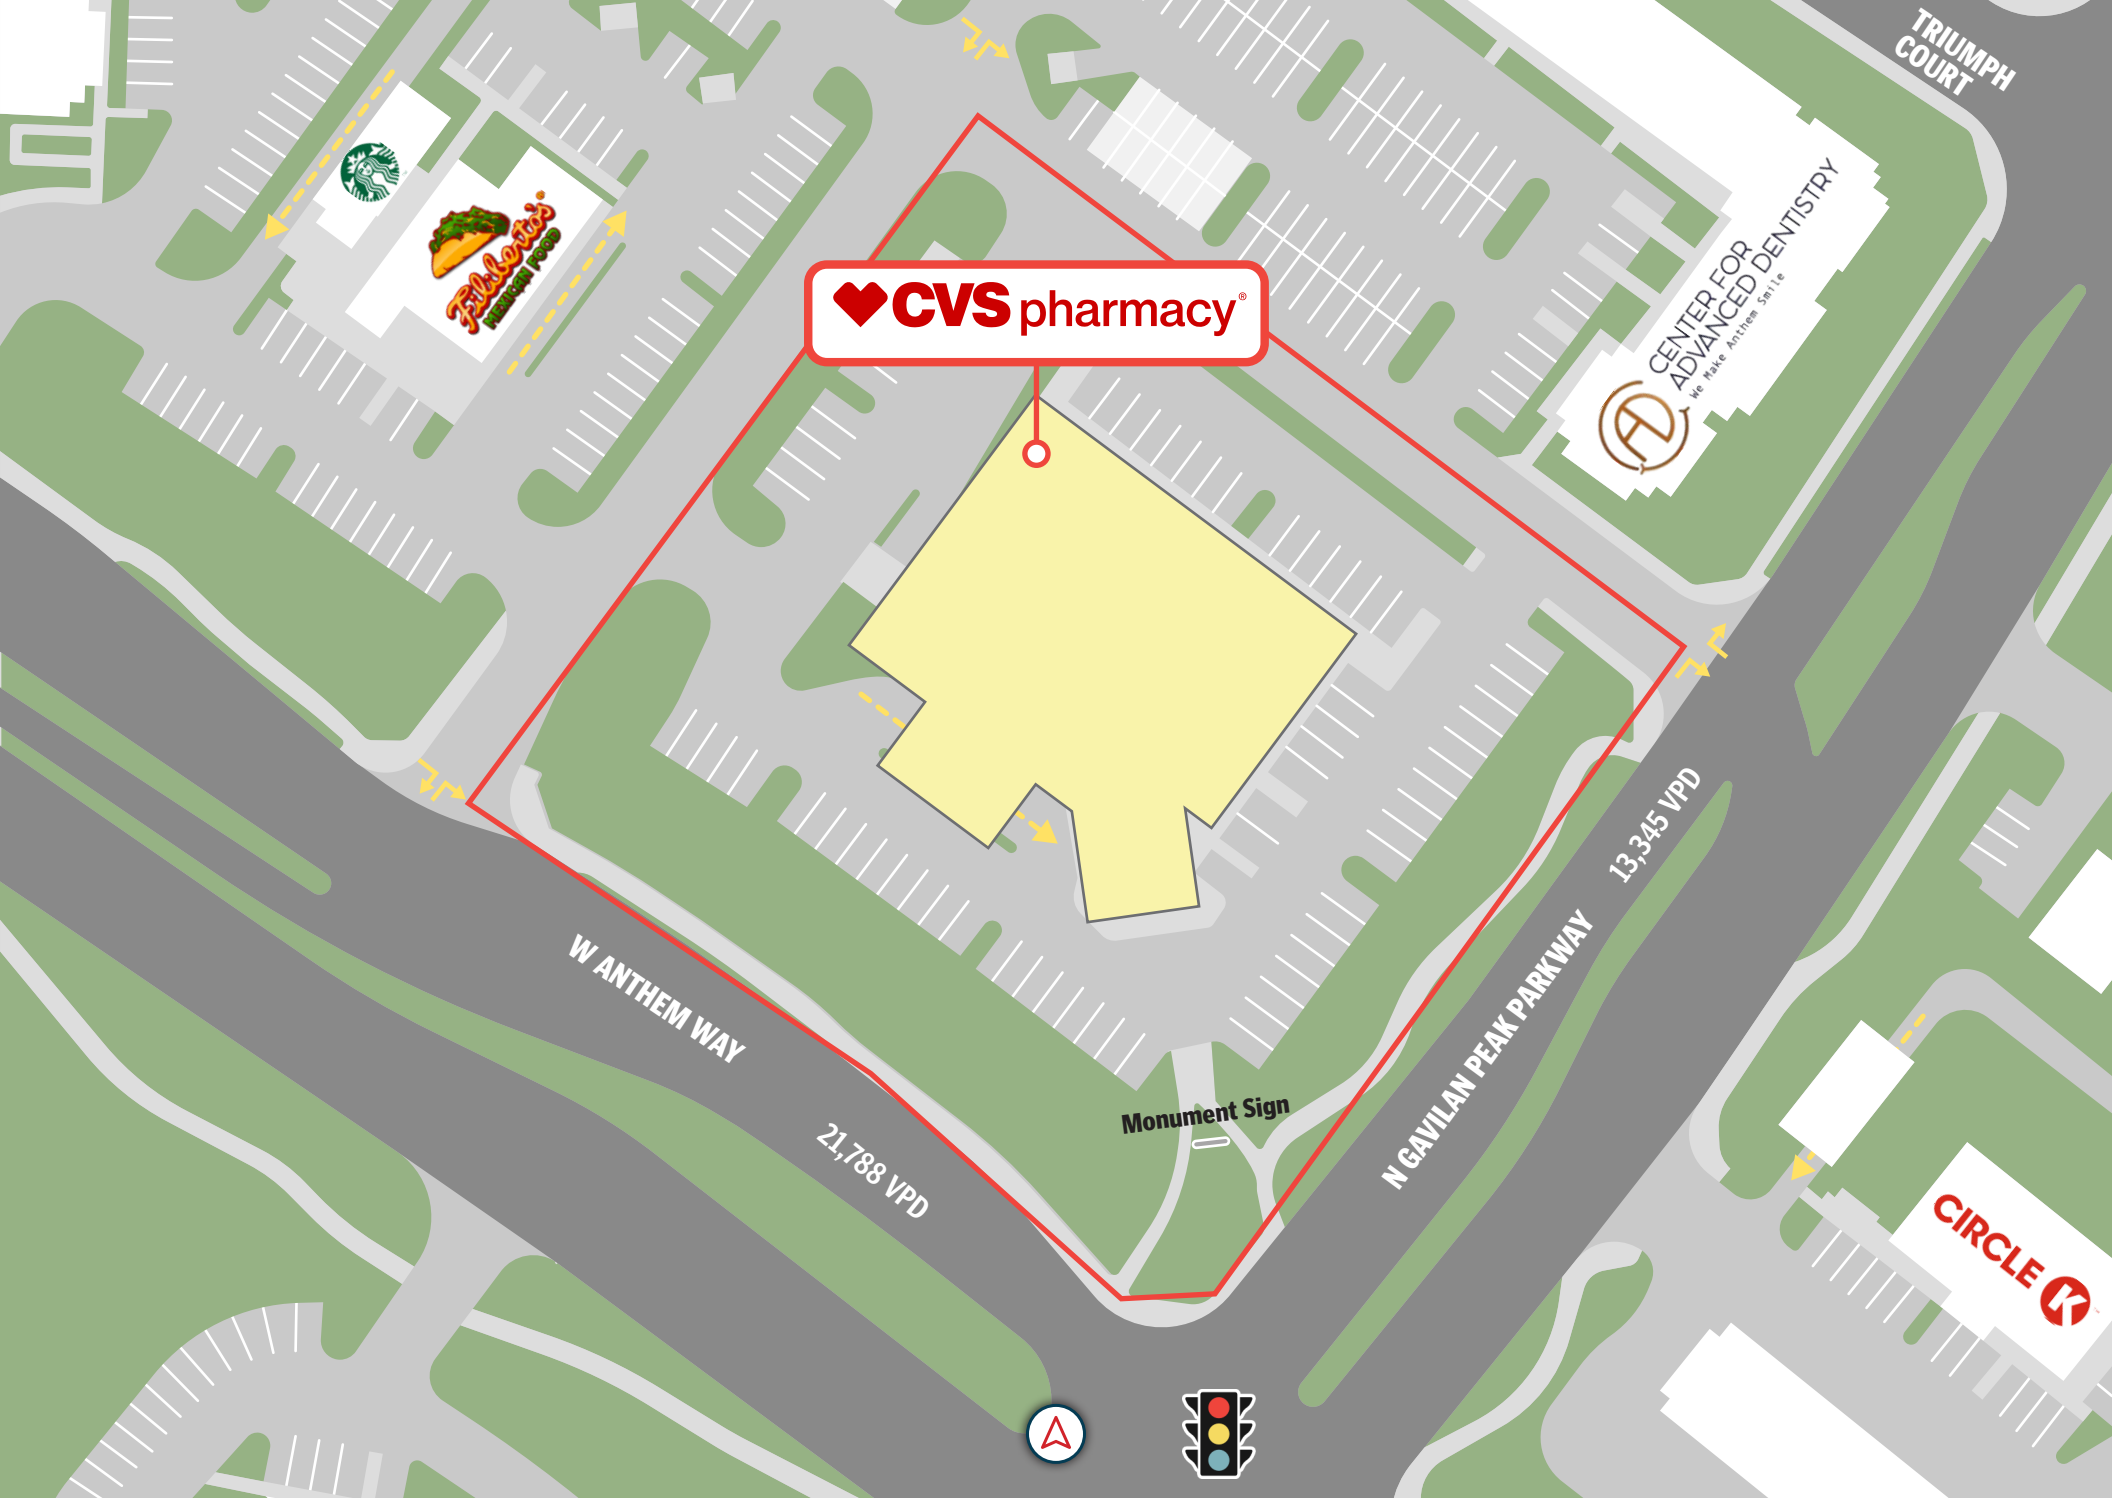 TRIUMPH
COURT
Filiberto's
MEXICAN FOOD
CVS pharmacy®
CENTER FOR
ADVANCED DENTISTRY
We Make Anthem Smile
13,345 VPD
N GAVILAN PEAK PARKWAY
W ANTHEM WAY
21,788 VPD
Monument Sign
CIRCLE K